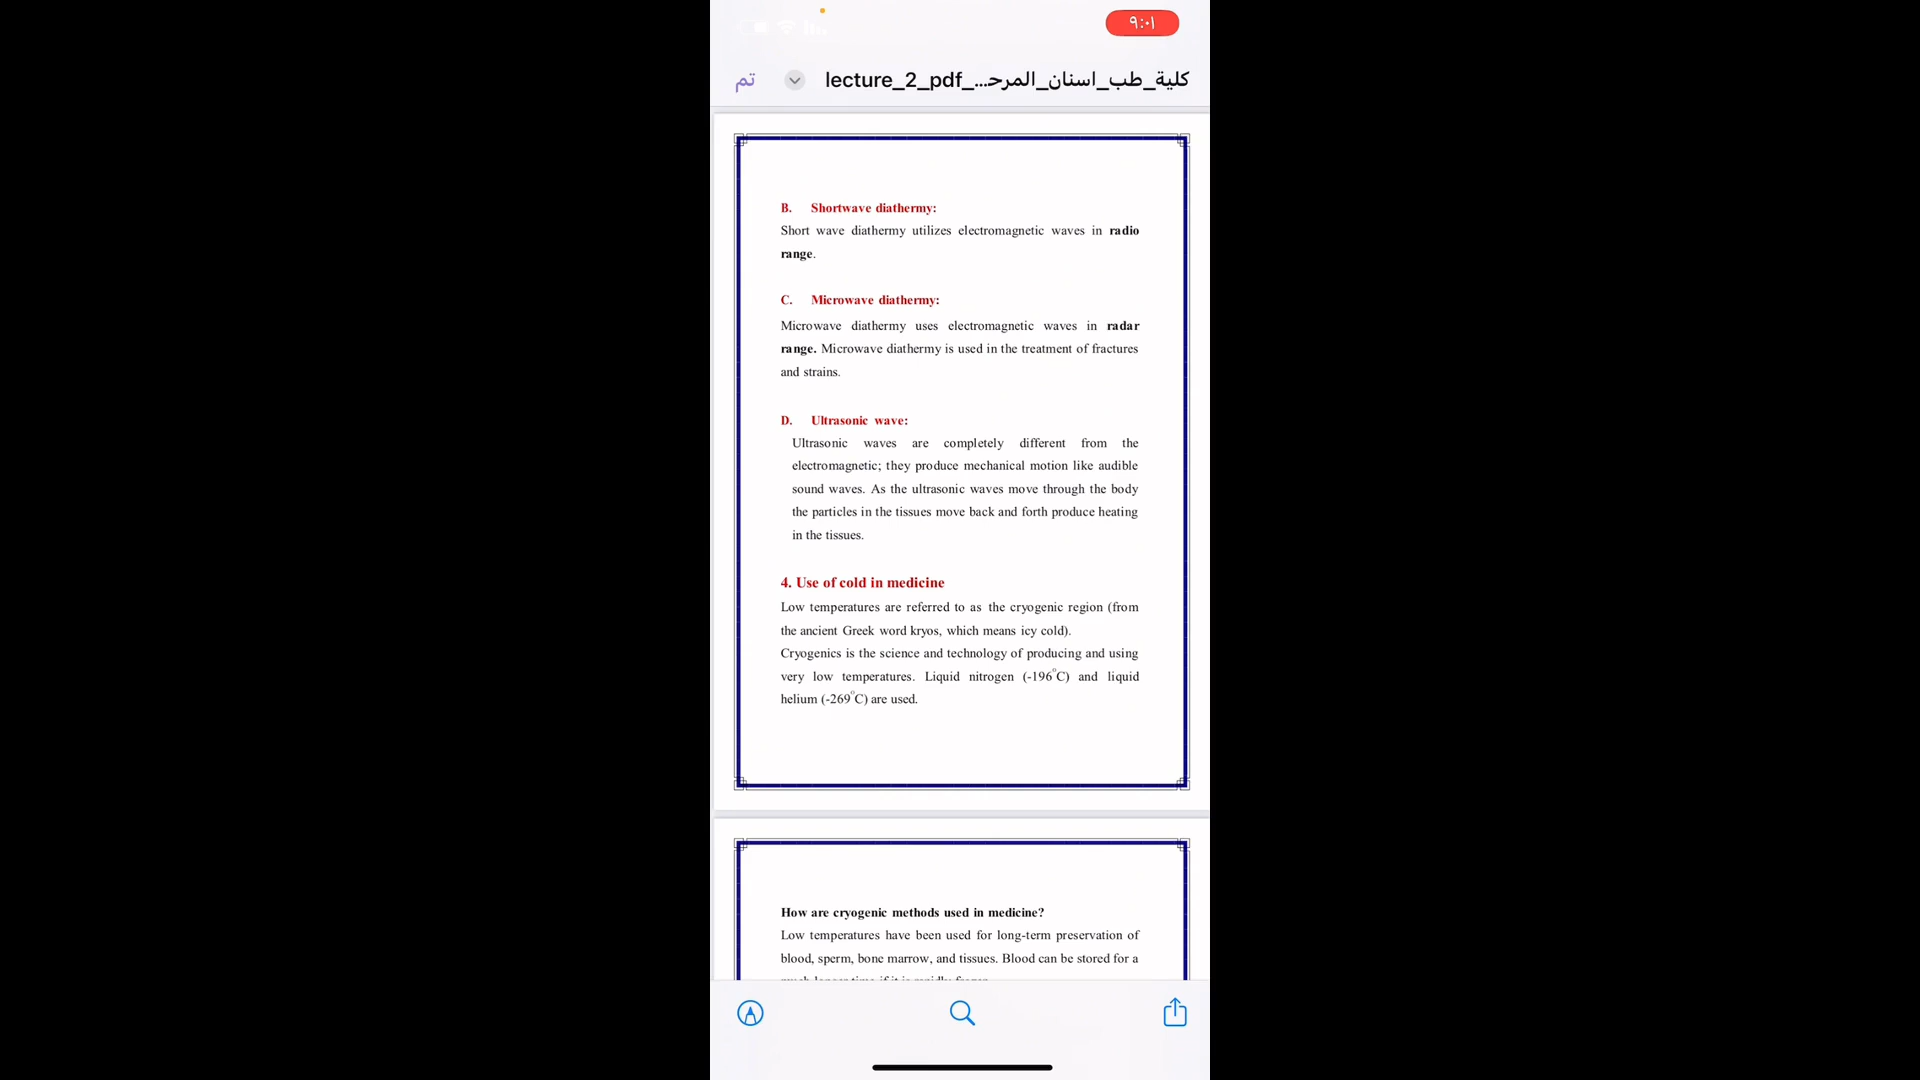 ٩:٠١
كلية_طب_اسنان_المرحـ...lecture_2_pdf_
تم
B. Shortwave diathermy:
Short wave diathermy utilizes electromagnetic waves in radio
range.
C. Microwave diathermy:
Microwave diathermy uses electromagnetic waves in radar
range. Microwave diathermy is used in the treatment of fractures
and strains.
D. Ultrasonic wave:
Ultrasonic waves are completely different from the
electromagnetic; they produce mechanical motion like audible
sound waves. As the ultrasonic waves move through the body
the particles in the tissues move back and forth produce heating
in the tissues.
4. Use of cold in medicine
Low temperatures are referred to as the cryogenic region (from
the ancient Greek word kryos, which means icy cold).
Cryogenics is the science and technology of producing and using
very low temperatures. Liquid nitrogen (-196°C) and liquid
helium (-269°C) are used.
How are cryogenic methods used in medicine?
Low temperatures have been used for long-term preservation of
blood, sperm, bone marrow, and tissues. Blood can be stored for a
much longer time if it is rapidly frozen